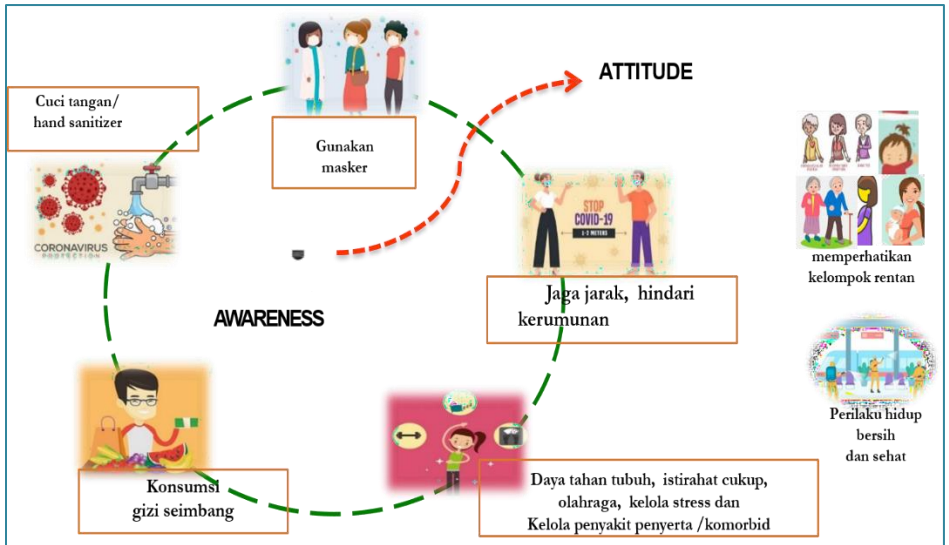 ATTITUDE
Cuci tangan/
hand sanitizer
Gunakan
masker
CORONAVIRUS
PROTECTION
STOP
COVID-19
1-2 METERS
memperhatikan
kelompok rentan
Jaga jarak, hindari
kerumunan
AWARENESS
Perilaku hidup
bersih
dan sehat
Konsumsi
gizi seimbang
Daya tahan tubuh, istirahat cukup,
olahraga, kelola stress dan
Kelola penyakit penyerta /komorbid